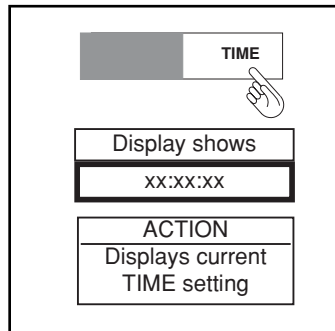 TIME
Display shows
xx:xx:xx
ACTION
Displays current
TIME setting